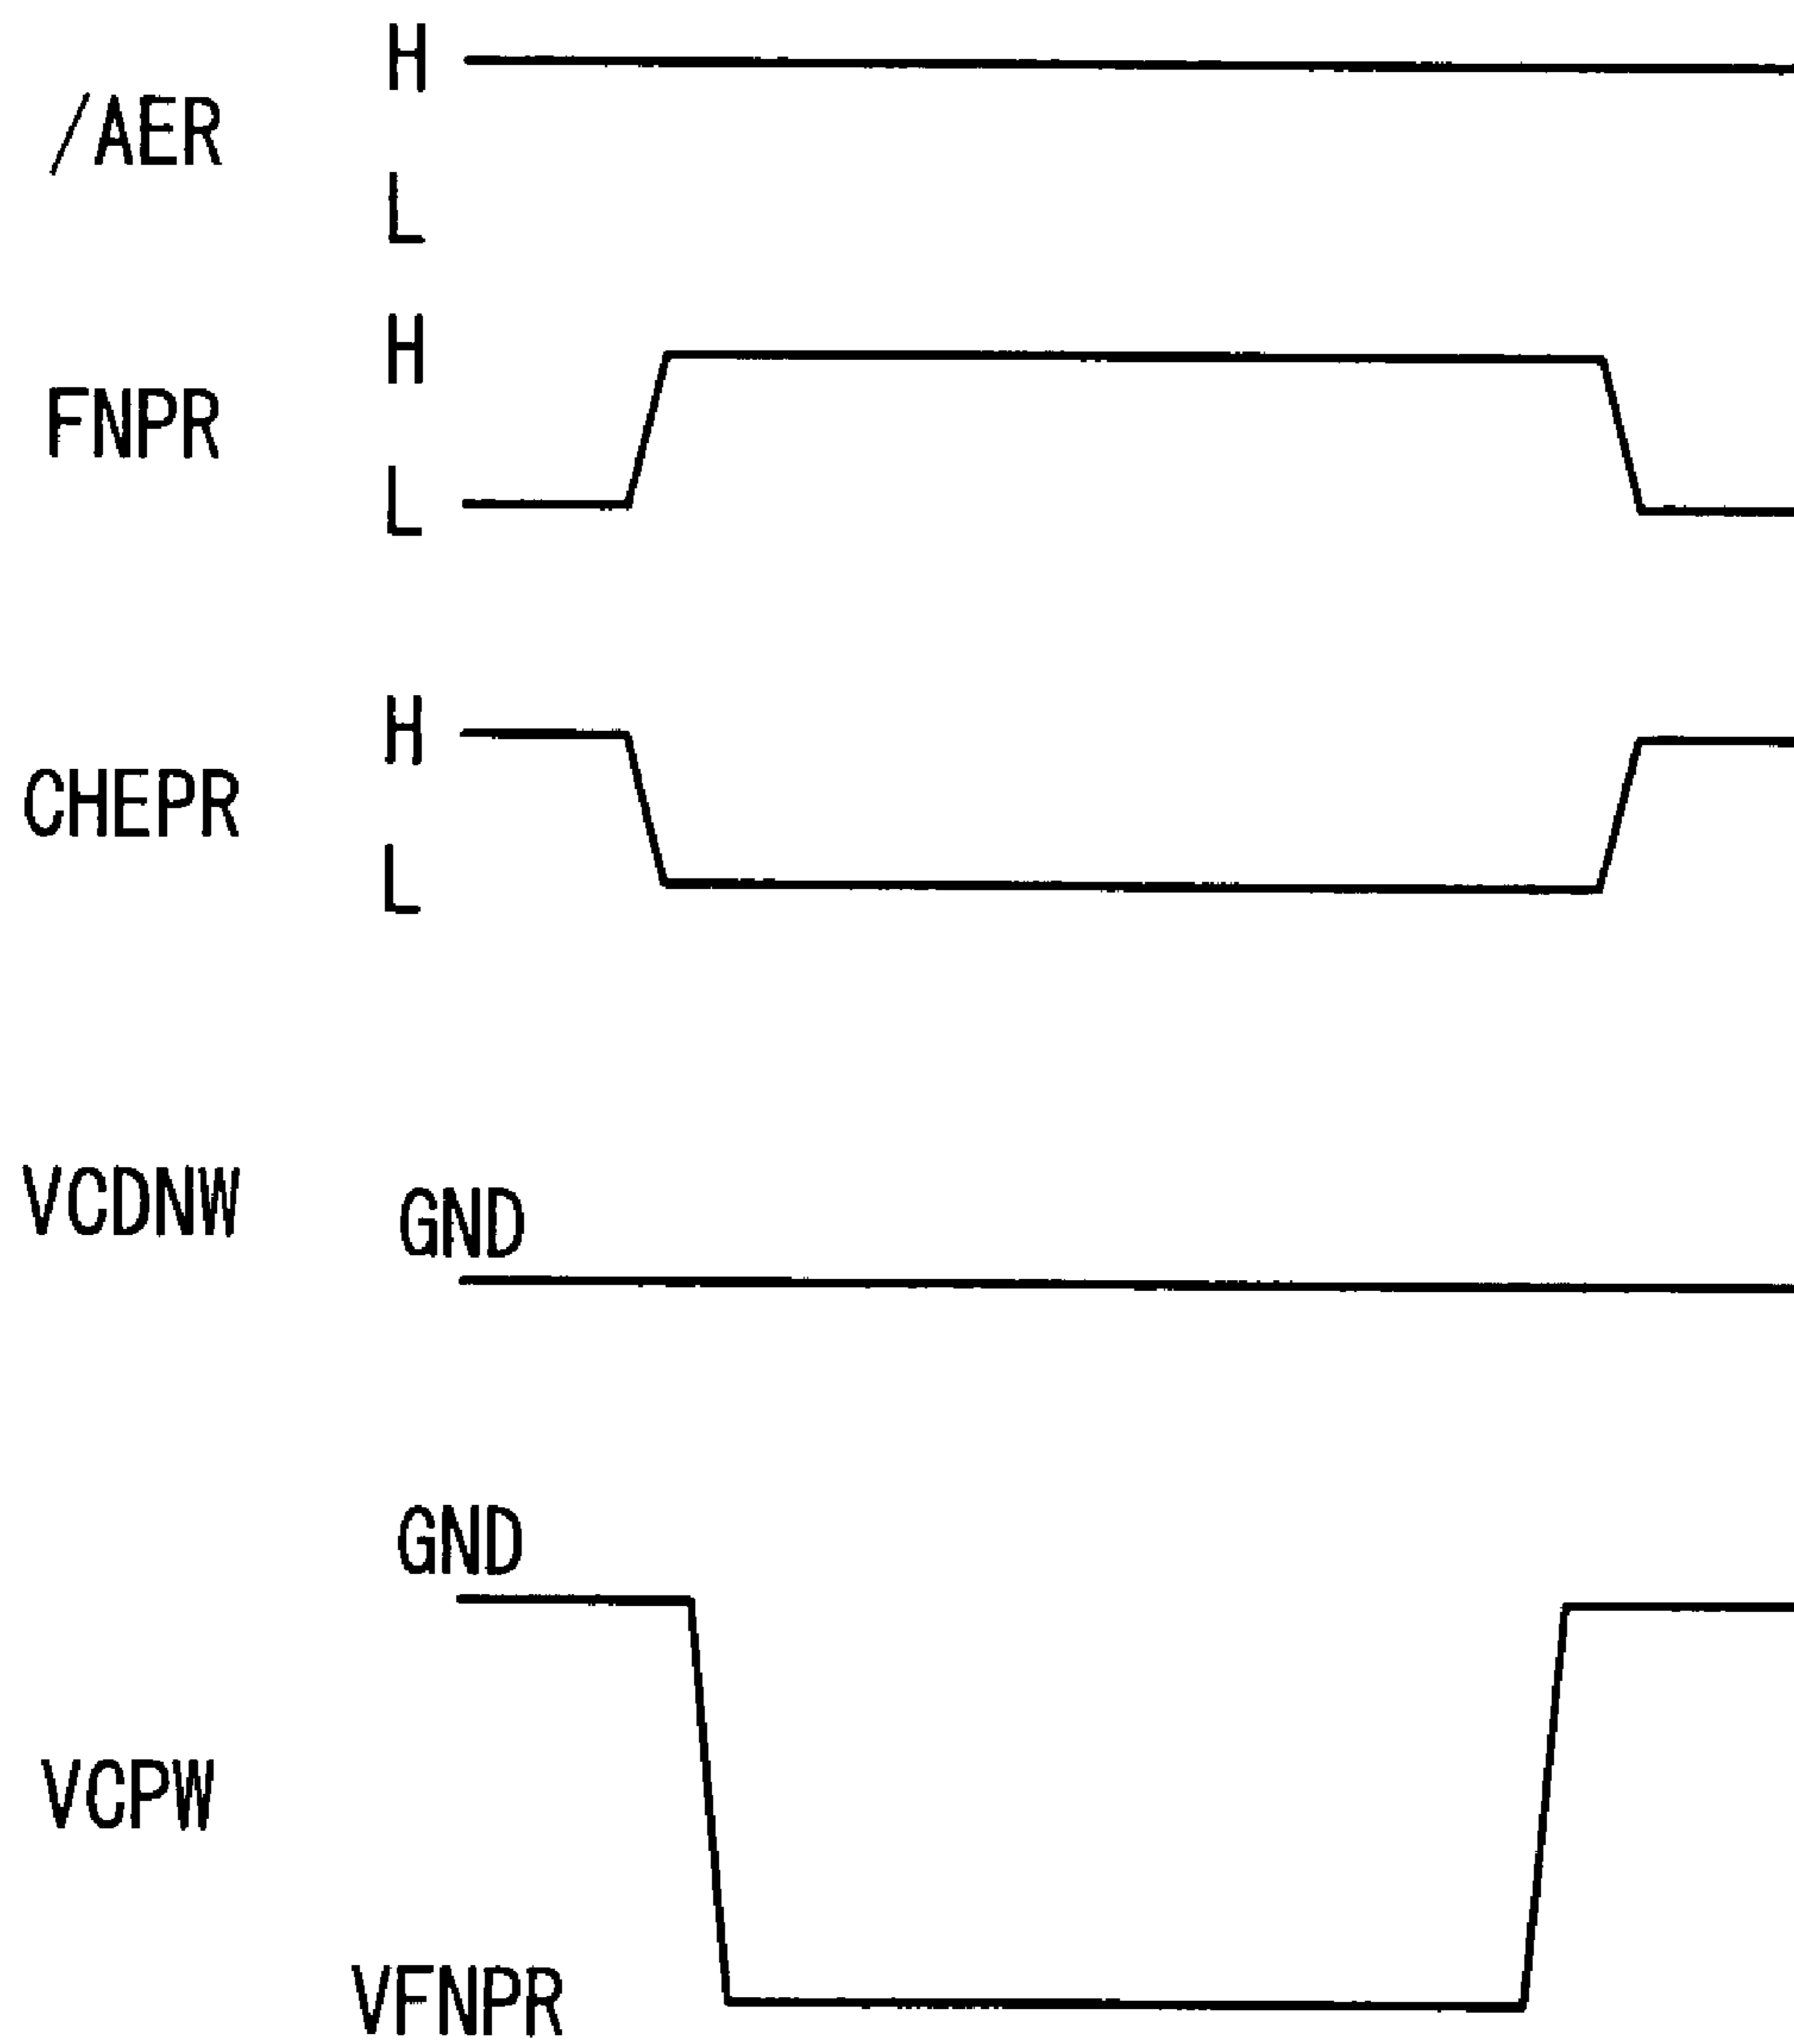 H
/AER
L
H
FNPR
L
H
CHEPR
L
VCDNW GND
GND
VCPW
VFNPR